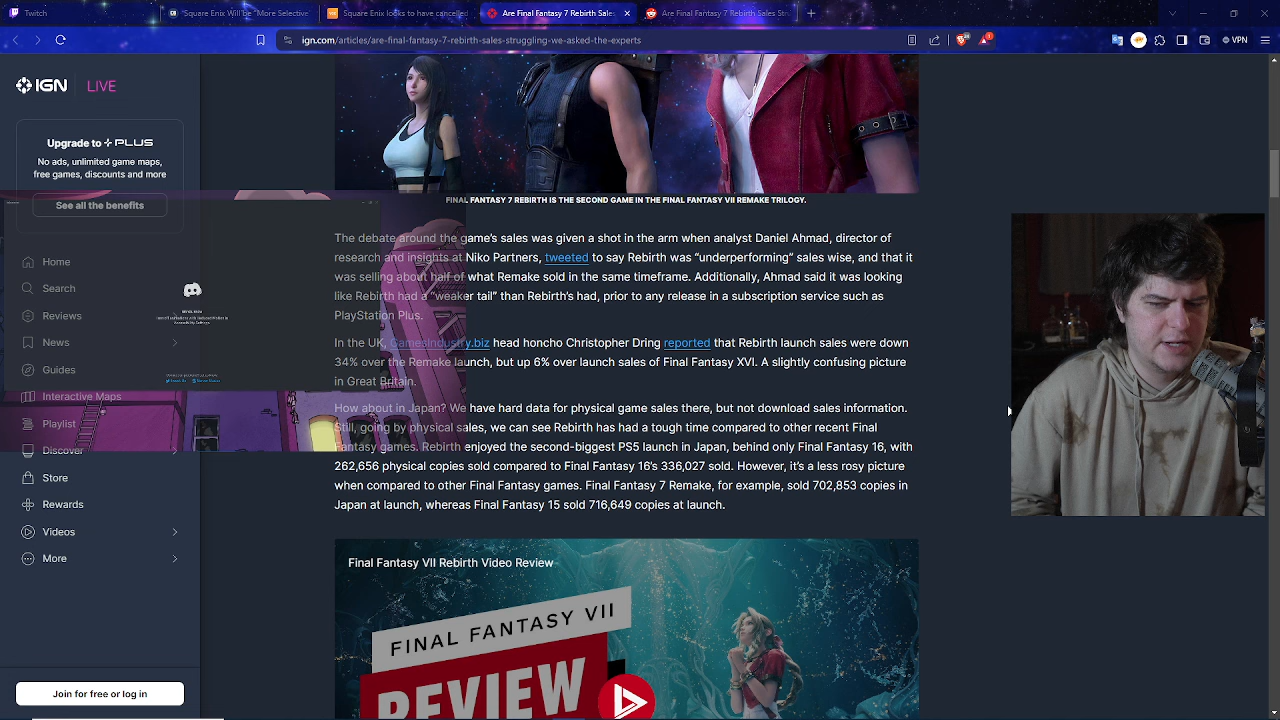 Twitch
"Square Enix Will be "More Selective
Square Enix looks to have cancelled
Are Final Fantasy 7 Rebirth Sales
Are Final Fantasy 7 Rebirth Sales Stru
ign.com/articles/are-final-fantasy-7-rebirth-sales-struggling-we-asked-the-experts
VPN
IGN LIVE
Upgrade to PLUS
No ads, unlimited game maps,
free games, discounts and more
See all the benefits
Home
Search
Reviews
News
Guides
Interactive Maps
Playlist
Discover
Store
Rewards
Videos
More
Join for free or log in
FINAL FANTASY 7 REBIRTH IS THE SECOND GAME IN THE FINAL FANTASY VII REMAKE TRILOGY.
The debate around the game's sales was given a shot in the arm when analyst Daniel Ahmad, director of
research and insights at Niko Partners, tweeted to say Rebirth was "underperforming" sales wise, and that it
was selling about half of what Remake sold in the same timeframe. Additionally, Ahmad said it was looking
like Rebirth had a "weaker tail" than Rebirth's had, prior to any release in a subscription service such as
PlayStation Plus.
In the UK, GamesIndustry.biz head honcho Christopher Dring reported that Rebirth launch sales were down
34% over the Remake launch, but up 6% over launch sales of Final Fantasy XVI. A slightly confusing picture
in Great Britain.
How about in Japan? We have hard data for physical game sales there, but not download sales information.
Still, going by physical sales, we can see Rebirth has had a tough time compared to other recent Final
Fantasy games. Rebirth enjoyed the second-biggest PS5 launch in Japan, behind only Final Fantasy 16, with
262,656 physical copies sold compared to Final Fantasy 16's 336,027 sold. However, it's a less rosy picture
when compared to other Final Fantasy games. Final Fantasy 7 Remake, for example, sold 702,853 copies in
Japan at launch, whereas Final Fantasy 15 sold 716,649 copies at launch.
Final Fantasy VII Rebirth Video Review
FINAL FANTASY VII
REVIEW